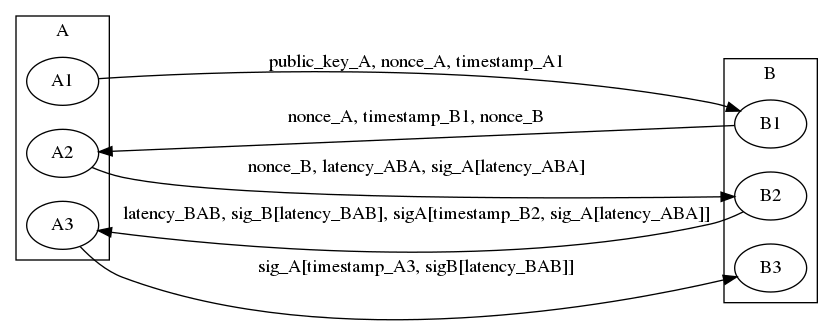 A
B
A1
public_key_A, nonce_A, timestamp_A1
B1
nonce_A, timestamp_B1, nonce_B
A2
nonce_B, latency_ABA, sig_A[latency_ABA]
B2
latency_BAB, sig_B[latency_BAB], sigA[timestamp_B2, sig_A[latency_ABA]]
A3
sig_A[timestamp_A3, sigB[latency_BAB]]
B3